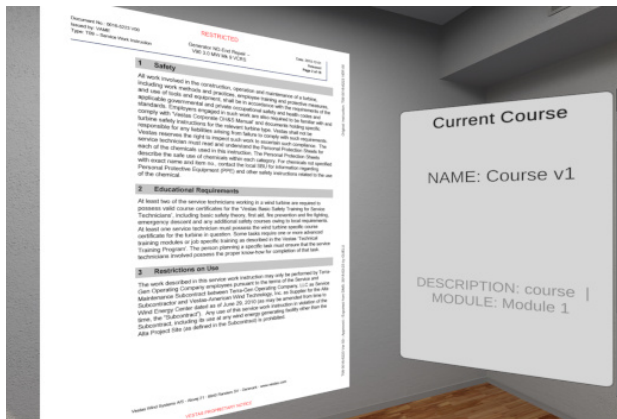 RESTRICTED
Issued by: VAME
Type: T09 – Service Work Instruction
Generator NG-End Repair –
1 Safety
All work involved in the construction, operation and maintenance of a turbine,
including work methods and practices, employee training and protective measures,
and use of tools and equipment, shall be in accordance with the requirements of the
applicable governmental and private occupational safety and health codes and
standards. Employers engaged in such work are also required to be familiar with and
comply with "Vestas Corporate OH&S Manual" and documents holding specific
turbine safety instructions for the relevant turbine type. Vestas shall not be
responsible for any liabilities arising from failure to comply with such requirements.
Vestas reserves the right to inspect such work to ascertain such compliance. The
service technician must read and understand the Personal Protection Sheets for
each of the chemicals used in this instruction. The Personal Protection Sheets
describe the safe use of chemicals within each category. For chemicals not specified
with exact name and item no., contact the local SBU for information regarding
Personal Protective Equipment (PPE) and other safety instructions related to the use
of the chemical.
2 Educational Requirements
At least two of the service technicians working in a wind turbine are required to
possess valid course certificates for the 'Vestas Basic Safety Training for Service
Technicians', including basic safety theory, first aid, fire prevention and fire fighting,
emergency descent and any additional safety courses owing to local requirements.
At least one service technician must possess the wind turbine specific course
certificate for the turbine in question. Some tasks require one or more advanced
training modules or job specific training as described in the Vestas 'Technical
Training Program'. The person planning a specific task must ensure that the service
technicians involved possess the proper know-how for completion of that task.
3 Restrictions on Use
The work described in this service work instruction may only be performed by Terra-
Gen Operating Company employees pursuant to the terms of the Service and
Maintenance Subcontract between Terra-Gen Operating Company, LLC as Service
Subcontractor and Vestas-American Wind Technology, Inc. as Supplier for the Alta
Wind Energy Center dated as of June 29, 2010 (as may be amended from time to
time, the "Subcontract"). Any use of this service work instruction in violation of the
Subcontract, including its use at any wind energy generating facility other than the
Alta Project Site (as defined in the Subcontract) is prohibited.
VESTAS PROPRIETARY NOTICE
Current Course
NAME: Course v1
DESCRIPTION: course |
MODULE: Module 1